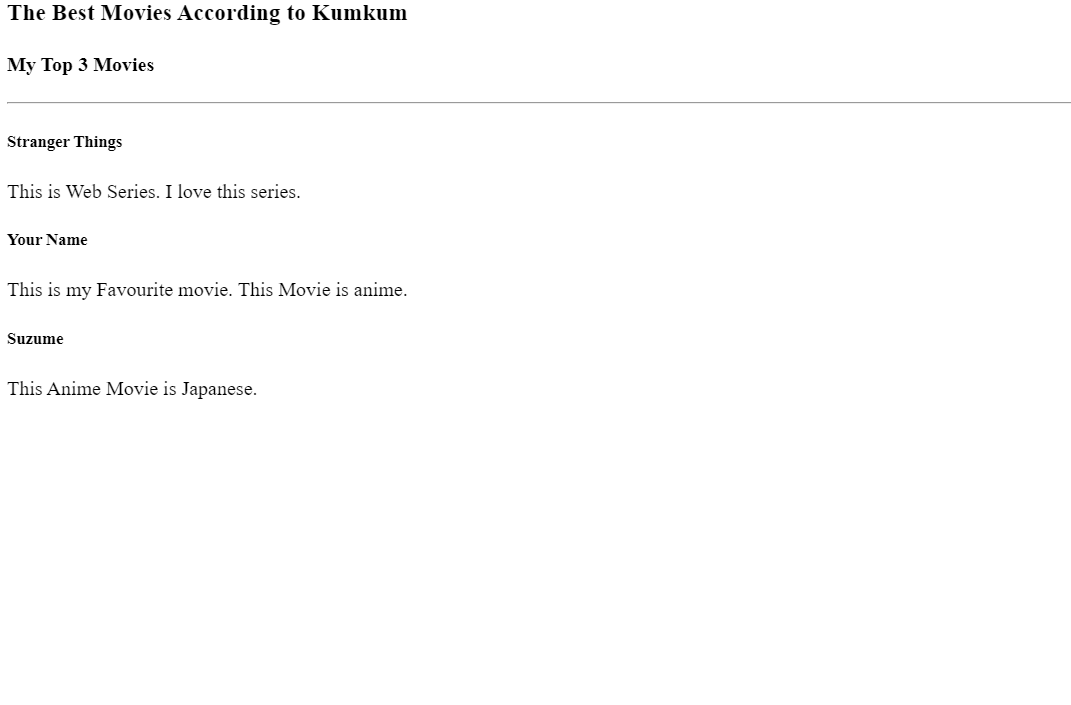 The Best Movies According to Kumkum
My Top 3 Movies
Stranger Things
This is Web Series. I love this series.
Your Name
This is my Favourite movie. This Movie is anime.
Suzume
This Anime Movie is Japanese.